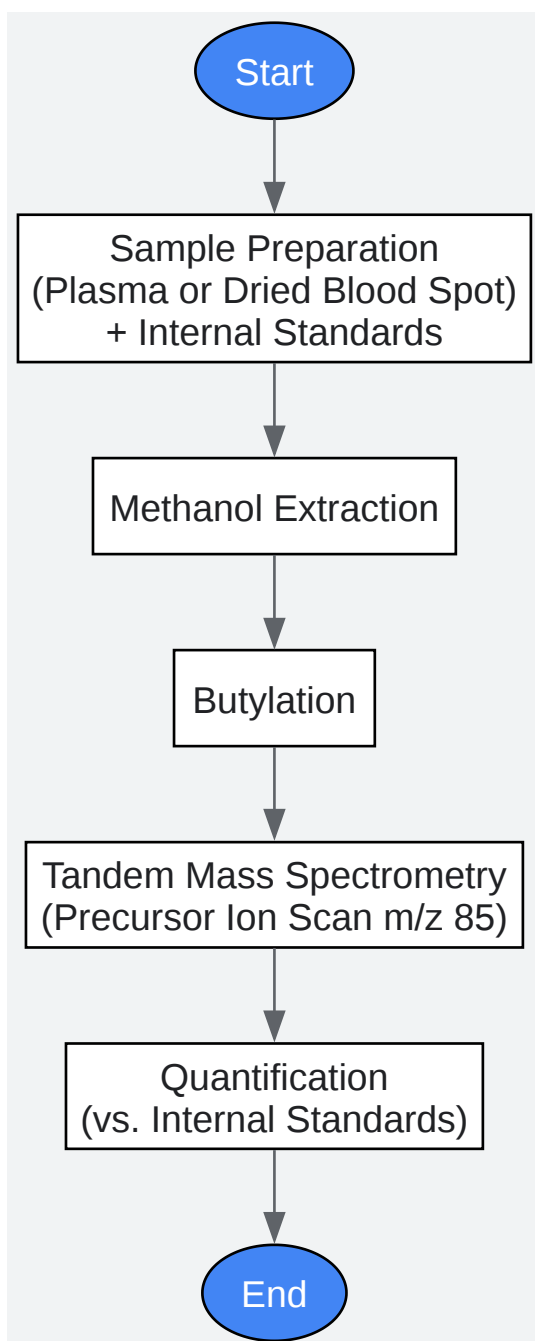 Start
Sample Preparation
(Plasma or Dried Blood Spot)
+ Internal Standards
Methanol Extraction
Butylation
Tandem Mass Spectrometry
(Precursor Ion Scan m/z 85)
Quantification
(vs. Internal Standards)
End